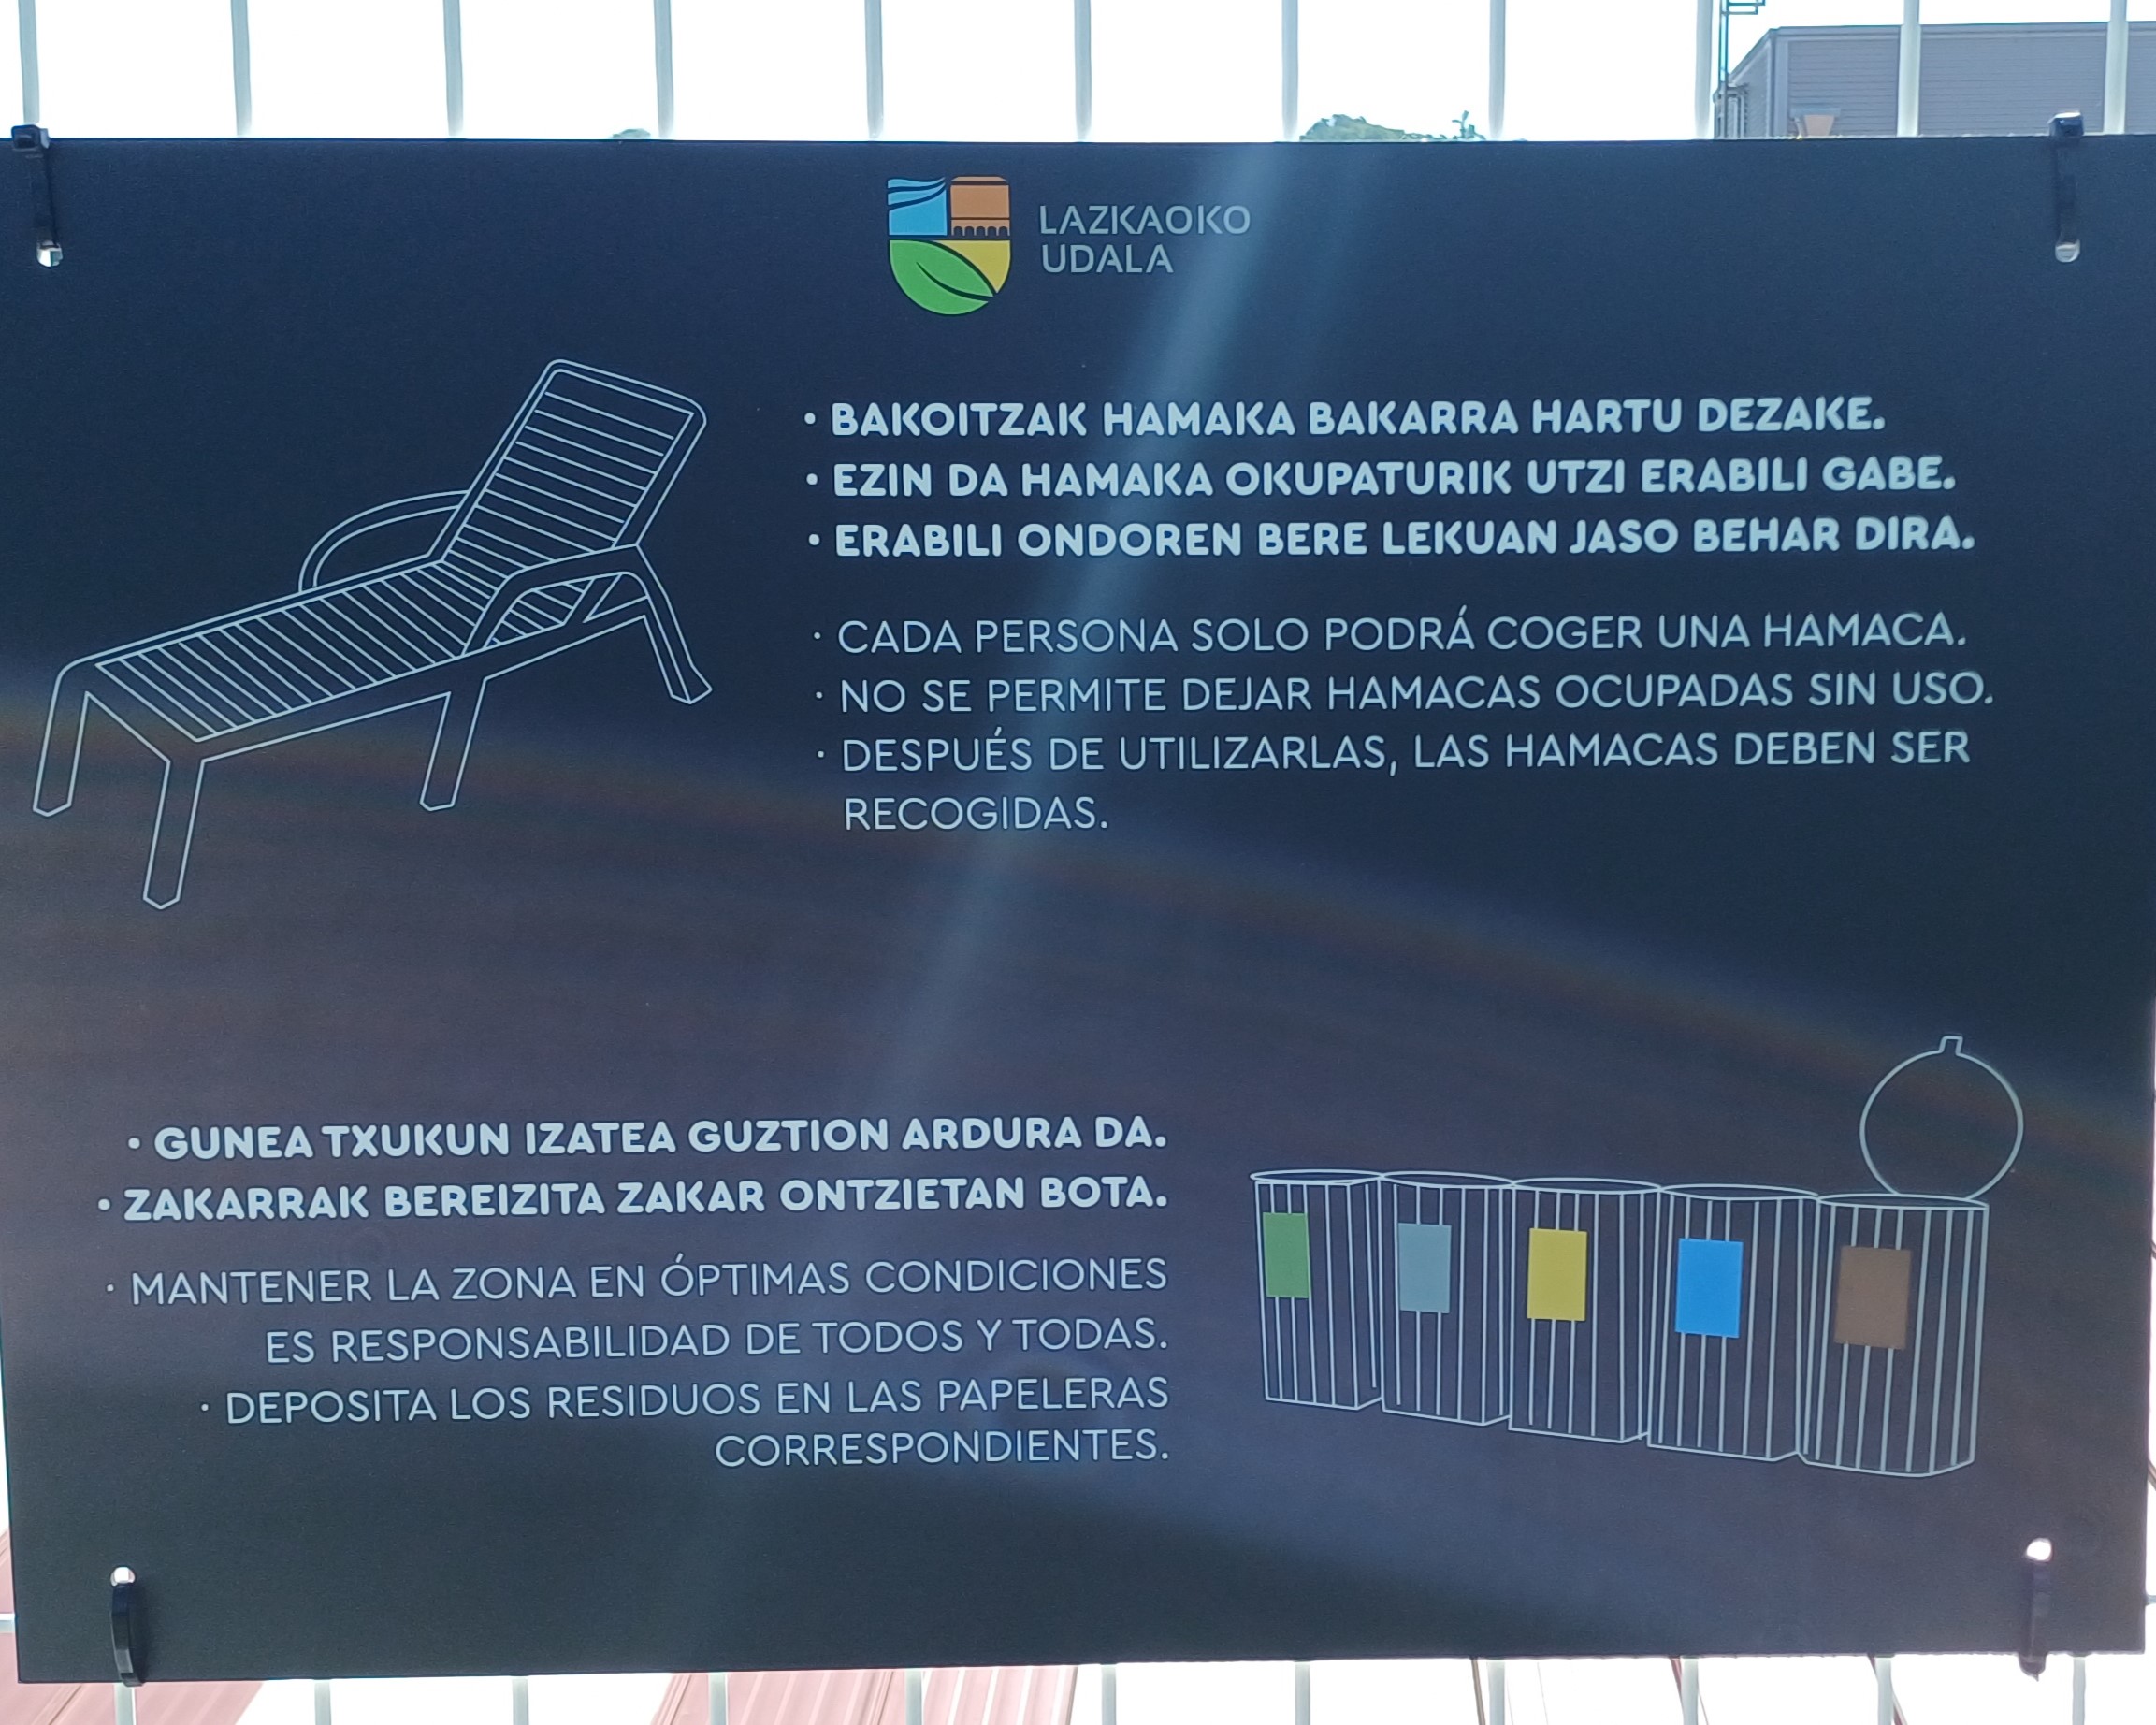 LAZKAOKO
UDALA
• BAKOITZAK HAMAKA BAKARRA HARTU DEZAKE.
• EZIN DA HAMAKA OKUPATURIK UTZI ERABILI GABE.
• ERABILI ONDOREN BERE LEKUAN JASO BEHAR DIRA.
· CADA PERSONA SOLO PODRÁ COGER UNA HAMACA.
· NO SE PERMITE DEJAR HAMACAS OCUPADAS SIN USO.
· DESPUÉS DE UTILIZARLAS, LAS HAMACAS DEBEN SER
RECOGIDAS.
• GUNEA TXUKUN IZATEA GUZTION ARDURA DA.
• ZAKARRAK BEREIZITA ZAKAR ONTZIETAN BOTA.
· MANTENER LA ZONA EN ÓPTIMAS CONDICIONES
ES RESPONSABILIDAD DE TODOS Y TODAS.
· DEPOSITA LOS RESIDUOS EN LAS PAPELERAS
CORRESPONDIENTES.